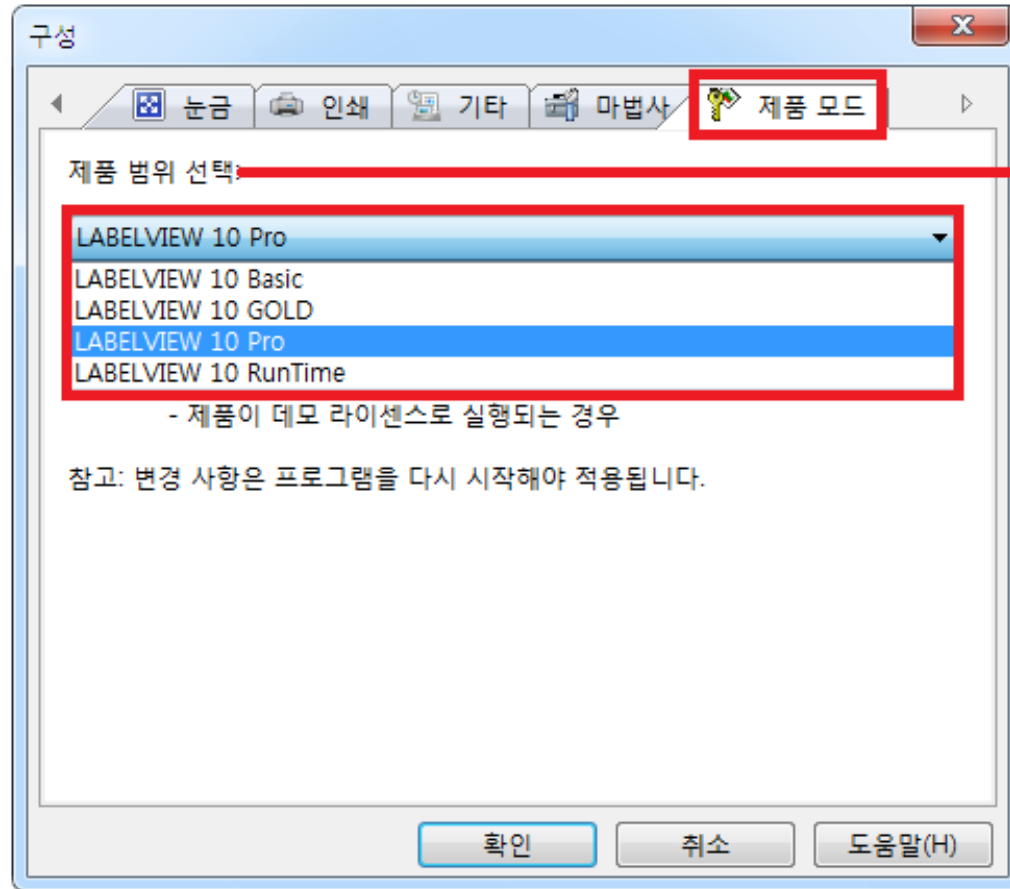 구성
눈금 인쇄 기타 마법사 제품 모드
제품 범위 선택:
LABELVIEW 10 Pro
LABELVIEW 10 Basic
LABELVIEW 10 GOLD
LABELVIEW 10 Pro
LABELVIEW 10 RunTime
- 제품이 데모 라이센스로 실행되는 경우
참고: 변경 사항은 프로그램을 다시 시작해야 적용됩니다.
확인 취소 도움말(H)